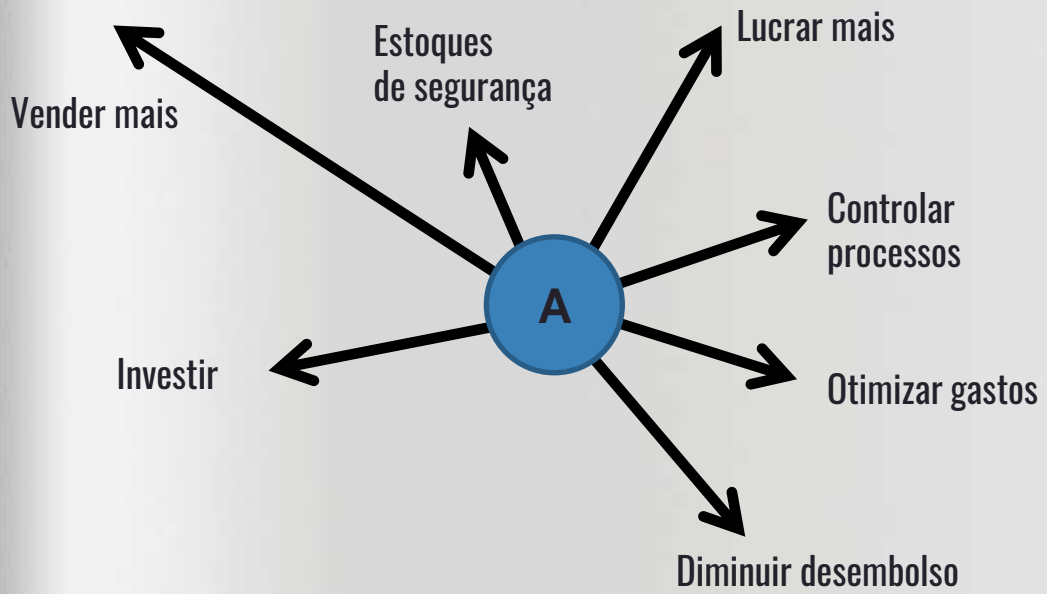 Lucrar mais
Estoques
de segurança
Vender mais
Controlar
processos
A
Investir
Otimizar gastos
Diminuir desembolso